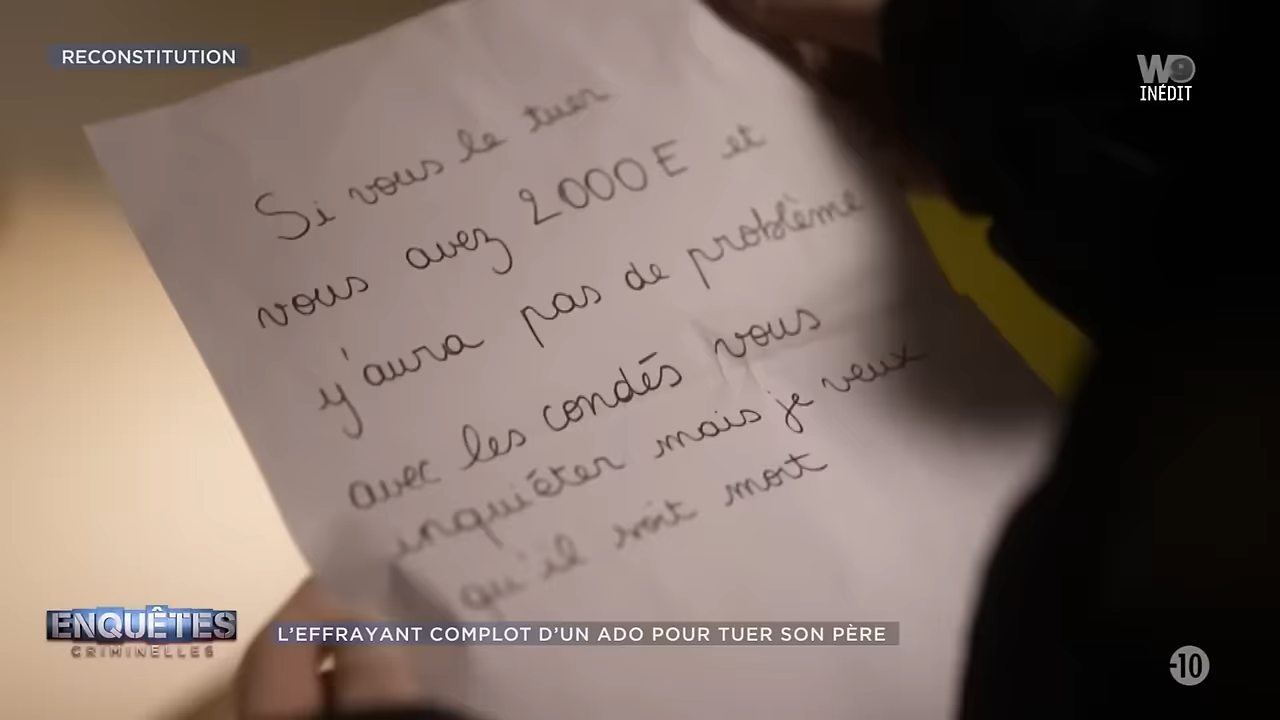 RECONSTITUTION
W9
INÉDIT
Si vous le tuer
vous avez 2000E et
y'aura pas de problème
avec les condés vous
inquiéter mais je veux
qu'il soit mort
ENQUÊTES
CRIMINELLES
L'EFFRAYANT COMPLOT D'UN ADO POUR TUER SON PÈRE
-10